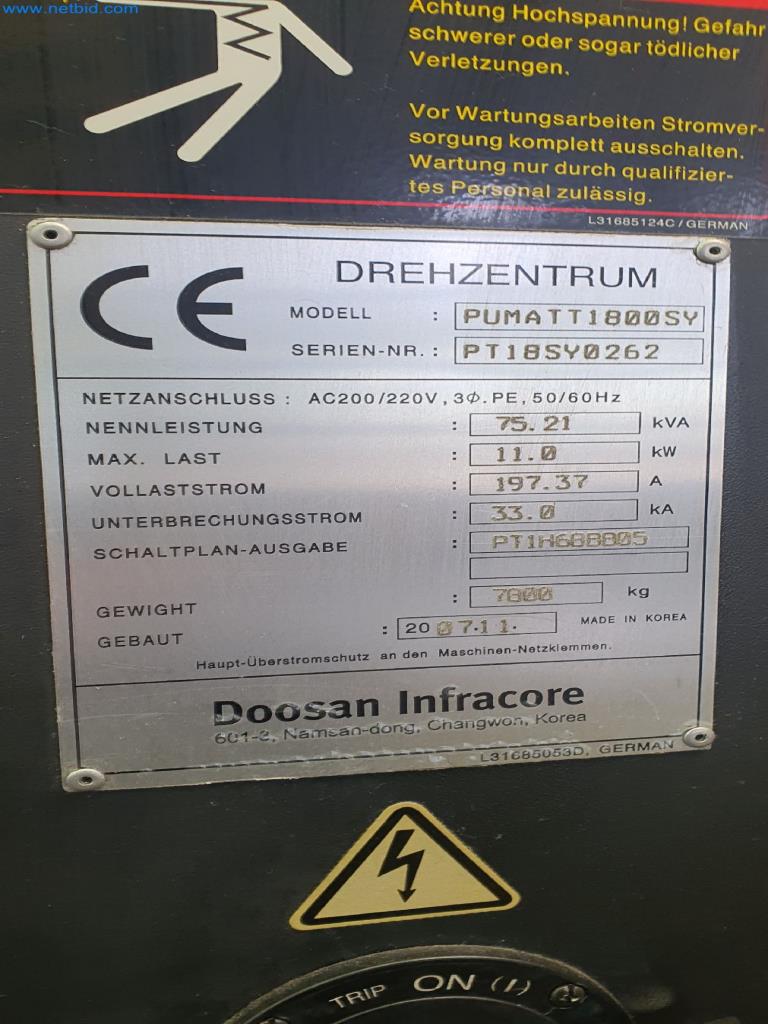 www.netbid.com
Achtung Hochspannung! Gefahr
schwerer oder sogar tödlicher
Verletzungen.
Vor Wartungsarbeiten Stromver-
sorgung komplett ausschalten.
Wartung nur durch qualifizier-
tes Personal zulässig.
L31685124C/GERMAN
CE
DREHZENTRUM
MODELL : PUMATT1800SY
SERIEN-NR. : PT18SY0262
NETZANSCHLUSS : AC200/220V, 3Φ.PE, 50/60Hz
NENNLEISTUNG : 75.21 kVA
MAX. LAST : 11.0 kW
VOLLASTSTROM : 197.37 A
UNTERBRECHUNGSSTROM : 33.0 kA
SCHALTPLAN-AUSGABE :
GEWIGHT : 7800 kg
GEBAUT : 2007.11. MADE IN KOREA
Haupt-Überstromschutz an den Maschinen-Netzklemmen.
Doosan Infracore
601-3, Namsan-dong, Changwon, Korea
L31685053D, GERMAN
TRIP ON (I)